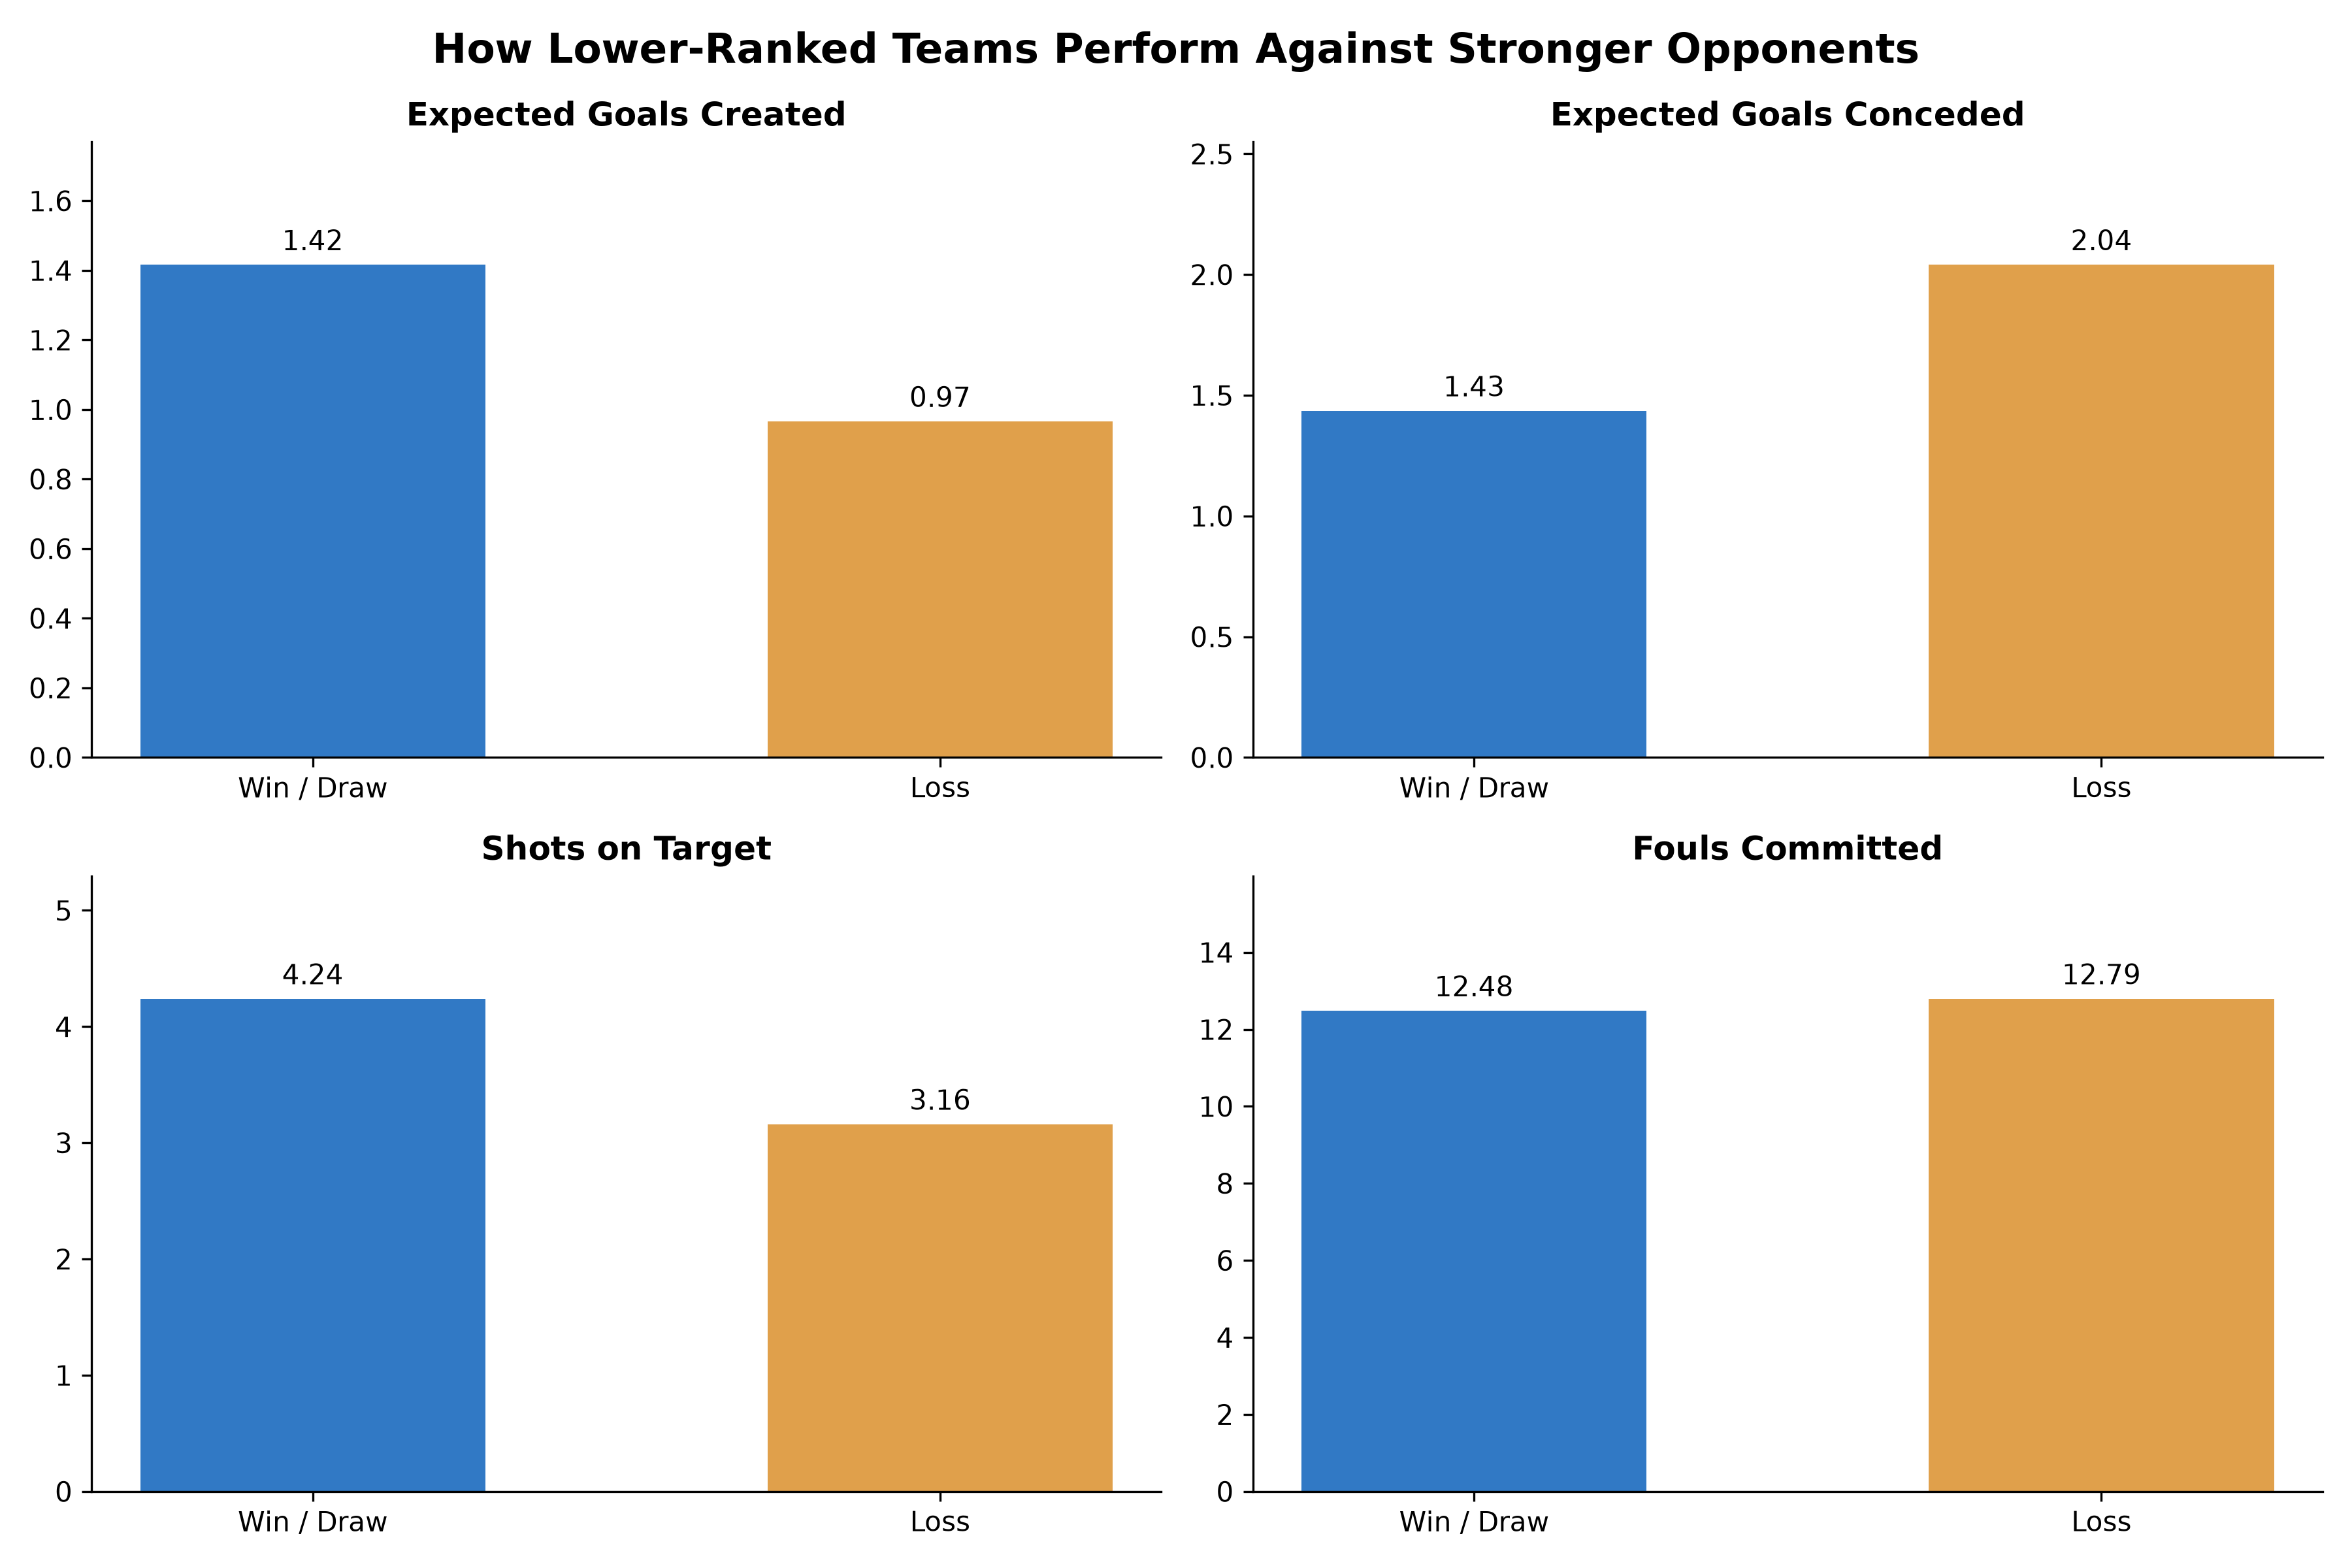 How Lower-Ranked Teams Perform Against Stronger Opponents
Expected Goals Created
1.6
1.4
1.2
1.0
0.8
0.6
0.4
0.2
0.0
1.42
0.97
Win / Draw
Loss
Expected Goals Conceded
2.5
2.0
1.5
1.0
0.5
0.0
1.43
2.04
Win / Draw
Loss
Shots on Target
5
4
3
2
1
0
4.24
3.16
Win / Draw
Loss
Fouls Committed
14
12
10
8
6
4
2
0
12.48
12.79
Win / Draw
Loss